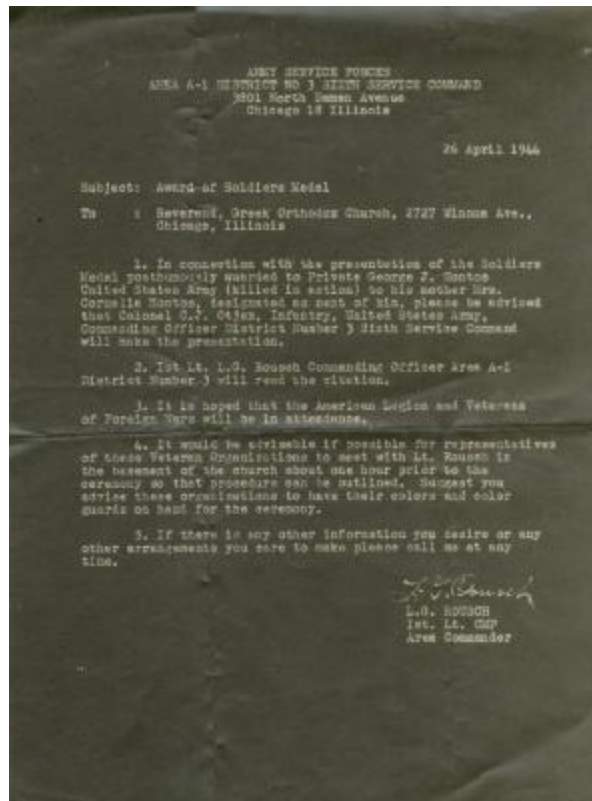 ARMY SERVICE FORCES
AREA A-1 DISTRICT NO 3 SIXTH SERVICE COMMAND
3801 North Damen Avenue
Chicago 18 Illinois
26 April 1944
Subject: Award of Soldiers Medal
To : Reverend, Greek Orthodox Church, 2727 Winona Ave.,
Chicago, Illinois
1. In connection with the presentation of the Soldiers
Medal posthumously awarded to Private George J. Kontos
United States Army (killed in action) to his mother Mrs.
Cornelia Kontos, designated as next of kin, please be advised
that Colonel C.J. Otjen, Infantry, United States Army,
Commanding Officer District Number 3 Sixth Service Command
will make the presentation.
2. 1st Lt. L.G. Rousch Commanding Officer Area A-1
District Number 3 will read the citation.
3. It is hoped that the American Legion and Veterans
of Foreign Wars will be in attendance.
4. It would be advisable if possible for representatives
of these Veteran Organizations to meet with Lt. Rousch in
the basement of the church about one hour prior to the
ceremony so that procedure can be outlined. Suggest you
advise these organizations to have their colors and color
guards on hand for the ceremony.
5. If there is any other information you desire or any
other arrangements you care to make please call me at any
time.
L.G. Rousch
L.G. ROUSCH
1st. Lt. CMP
Area Commander